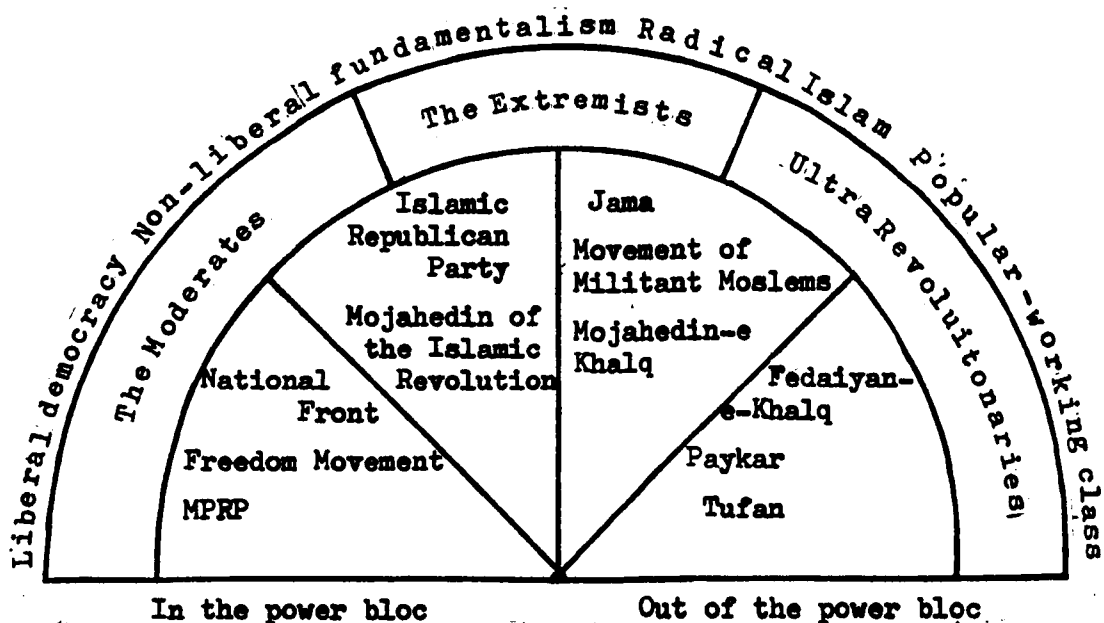 Liberal democracy Non-liberal fundamentalism Radical Islam Popular-working class
The Moderates
The Extremists
Ultra Revoluitonaries
Islamic
Republican
Party
Mojahedin of
the Islamic
Revolution
Jama
Movement of
Militant Moslems
Mojahedin-e
Khalq
National
Front
Freedom Movement
MPRP
Fedaiyan-
e-Khalq
Paykar
Tufan
In the power bloc
Out of the power bloc